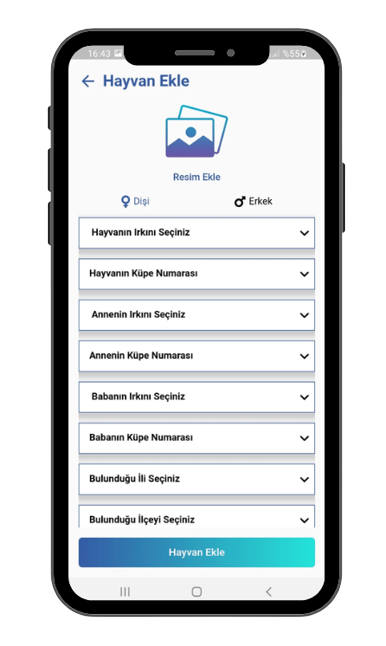 16:43
%55
Hayvan Ekle
Resim Ekle
Dişi
Erkek
Hayvanın Irkını Seçiniz
Hayvanın Küpe Numarası
Annenin Irkını Seçiniz
Annenin Küpe Numarası
Babanın Irkını Seçiniz
Babanın Küpe Numarası
Bulunduğu İli Seçiniz
Bulunduğu İlçeyi Seçiniz
Hayvan Ekle